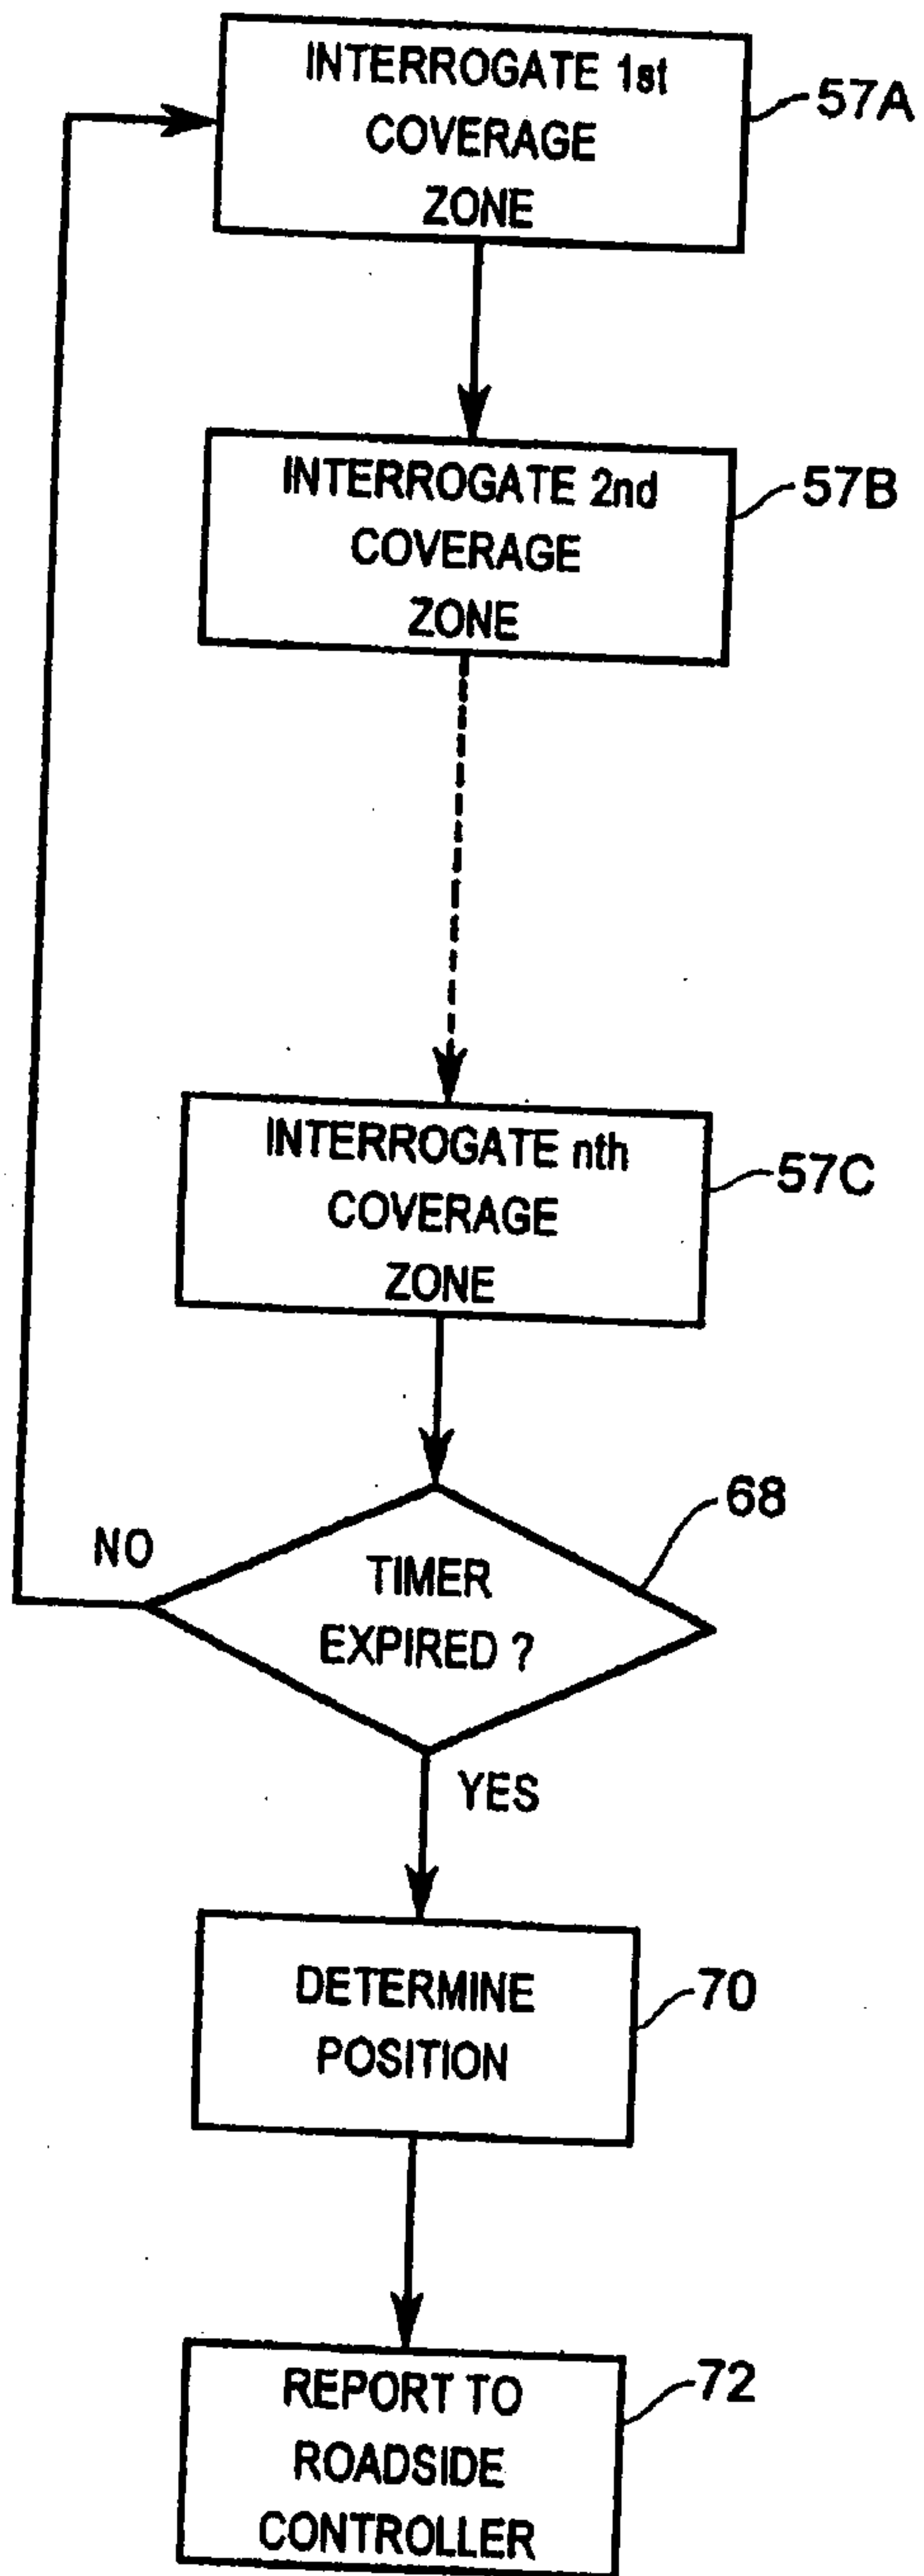 INTERROGATE 1st
COVERAGE
ZONE
57A
INTERROGATE 2nd
COVERAGE
ZONE
57B
INTERROGATE nth
COVERAGE
ZONE
57C
68
NO
TIMER
EXPIRED ?
YES
DETERMINE
POSITION
70
REPORT TO
ROADSIDE
CONTROLLER
72